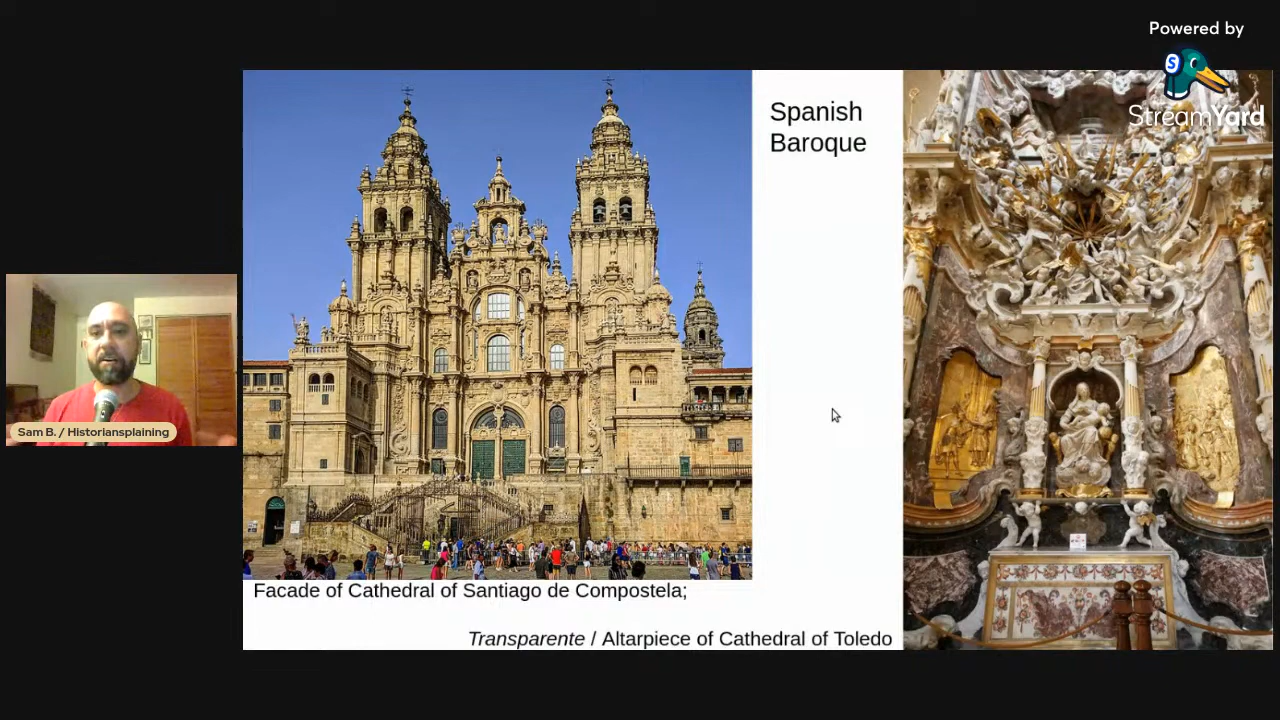 Powered by
StreamYard
Spanish
Baroque
Sam B. / Historiansplaining
Facade of Cathedral of Santiago de Compostela;
Transparente / Altarpiece of Cathedral of Toledo